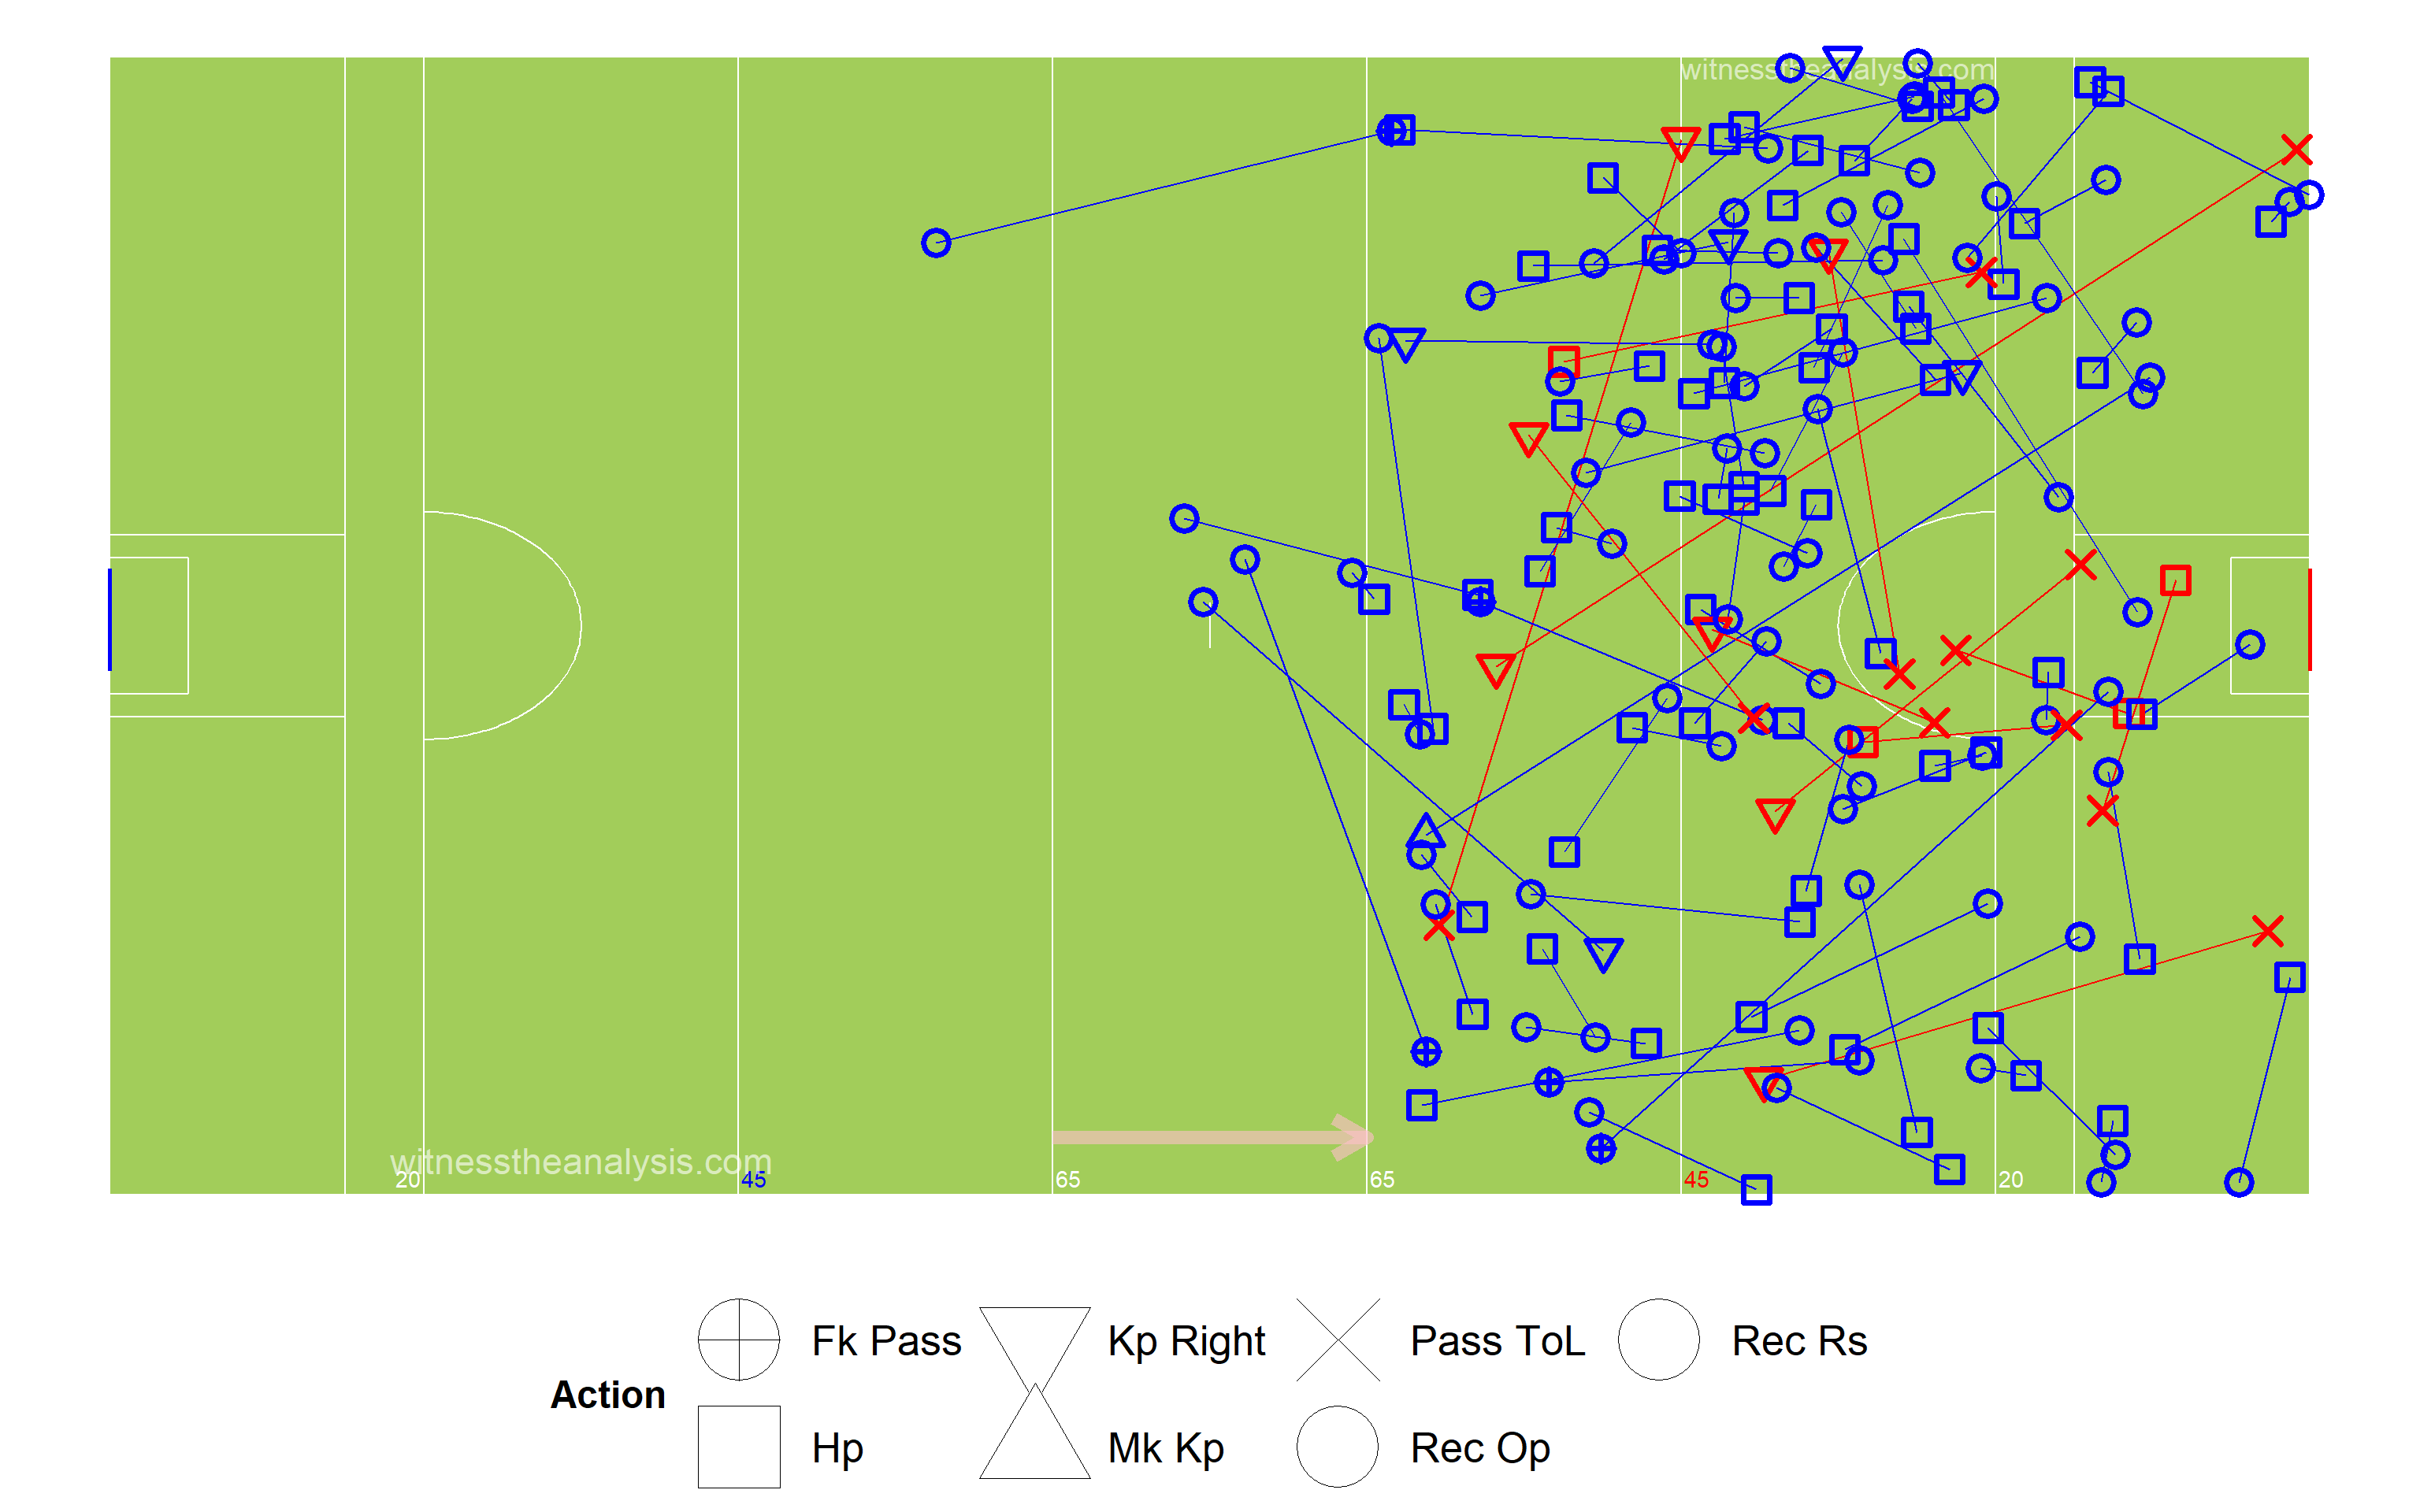 witnesstheanalysis.com
witnesstheanalysis.com
20 45 65 65 45 20
Action
Fk Pass Kp Right Pass ToL Rec Rs
Hp Mk Kp Rec Op